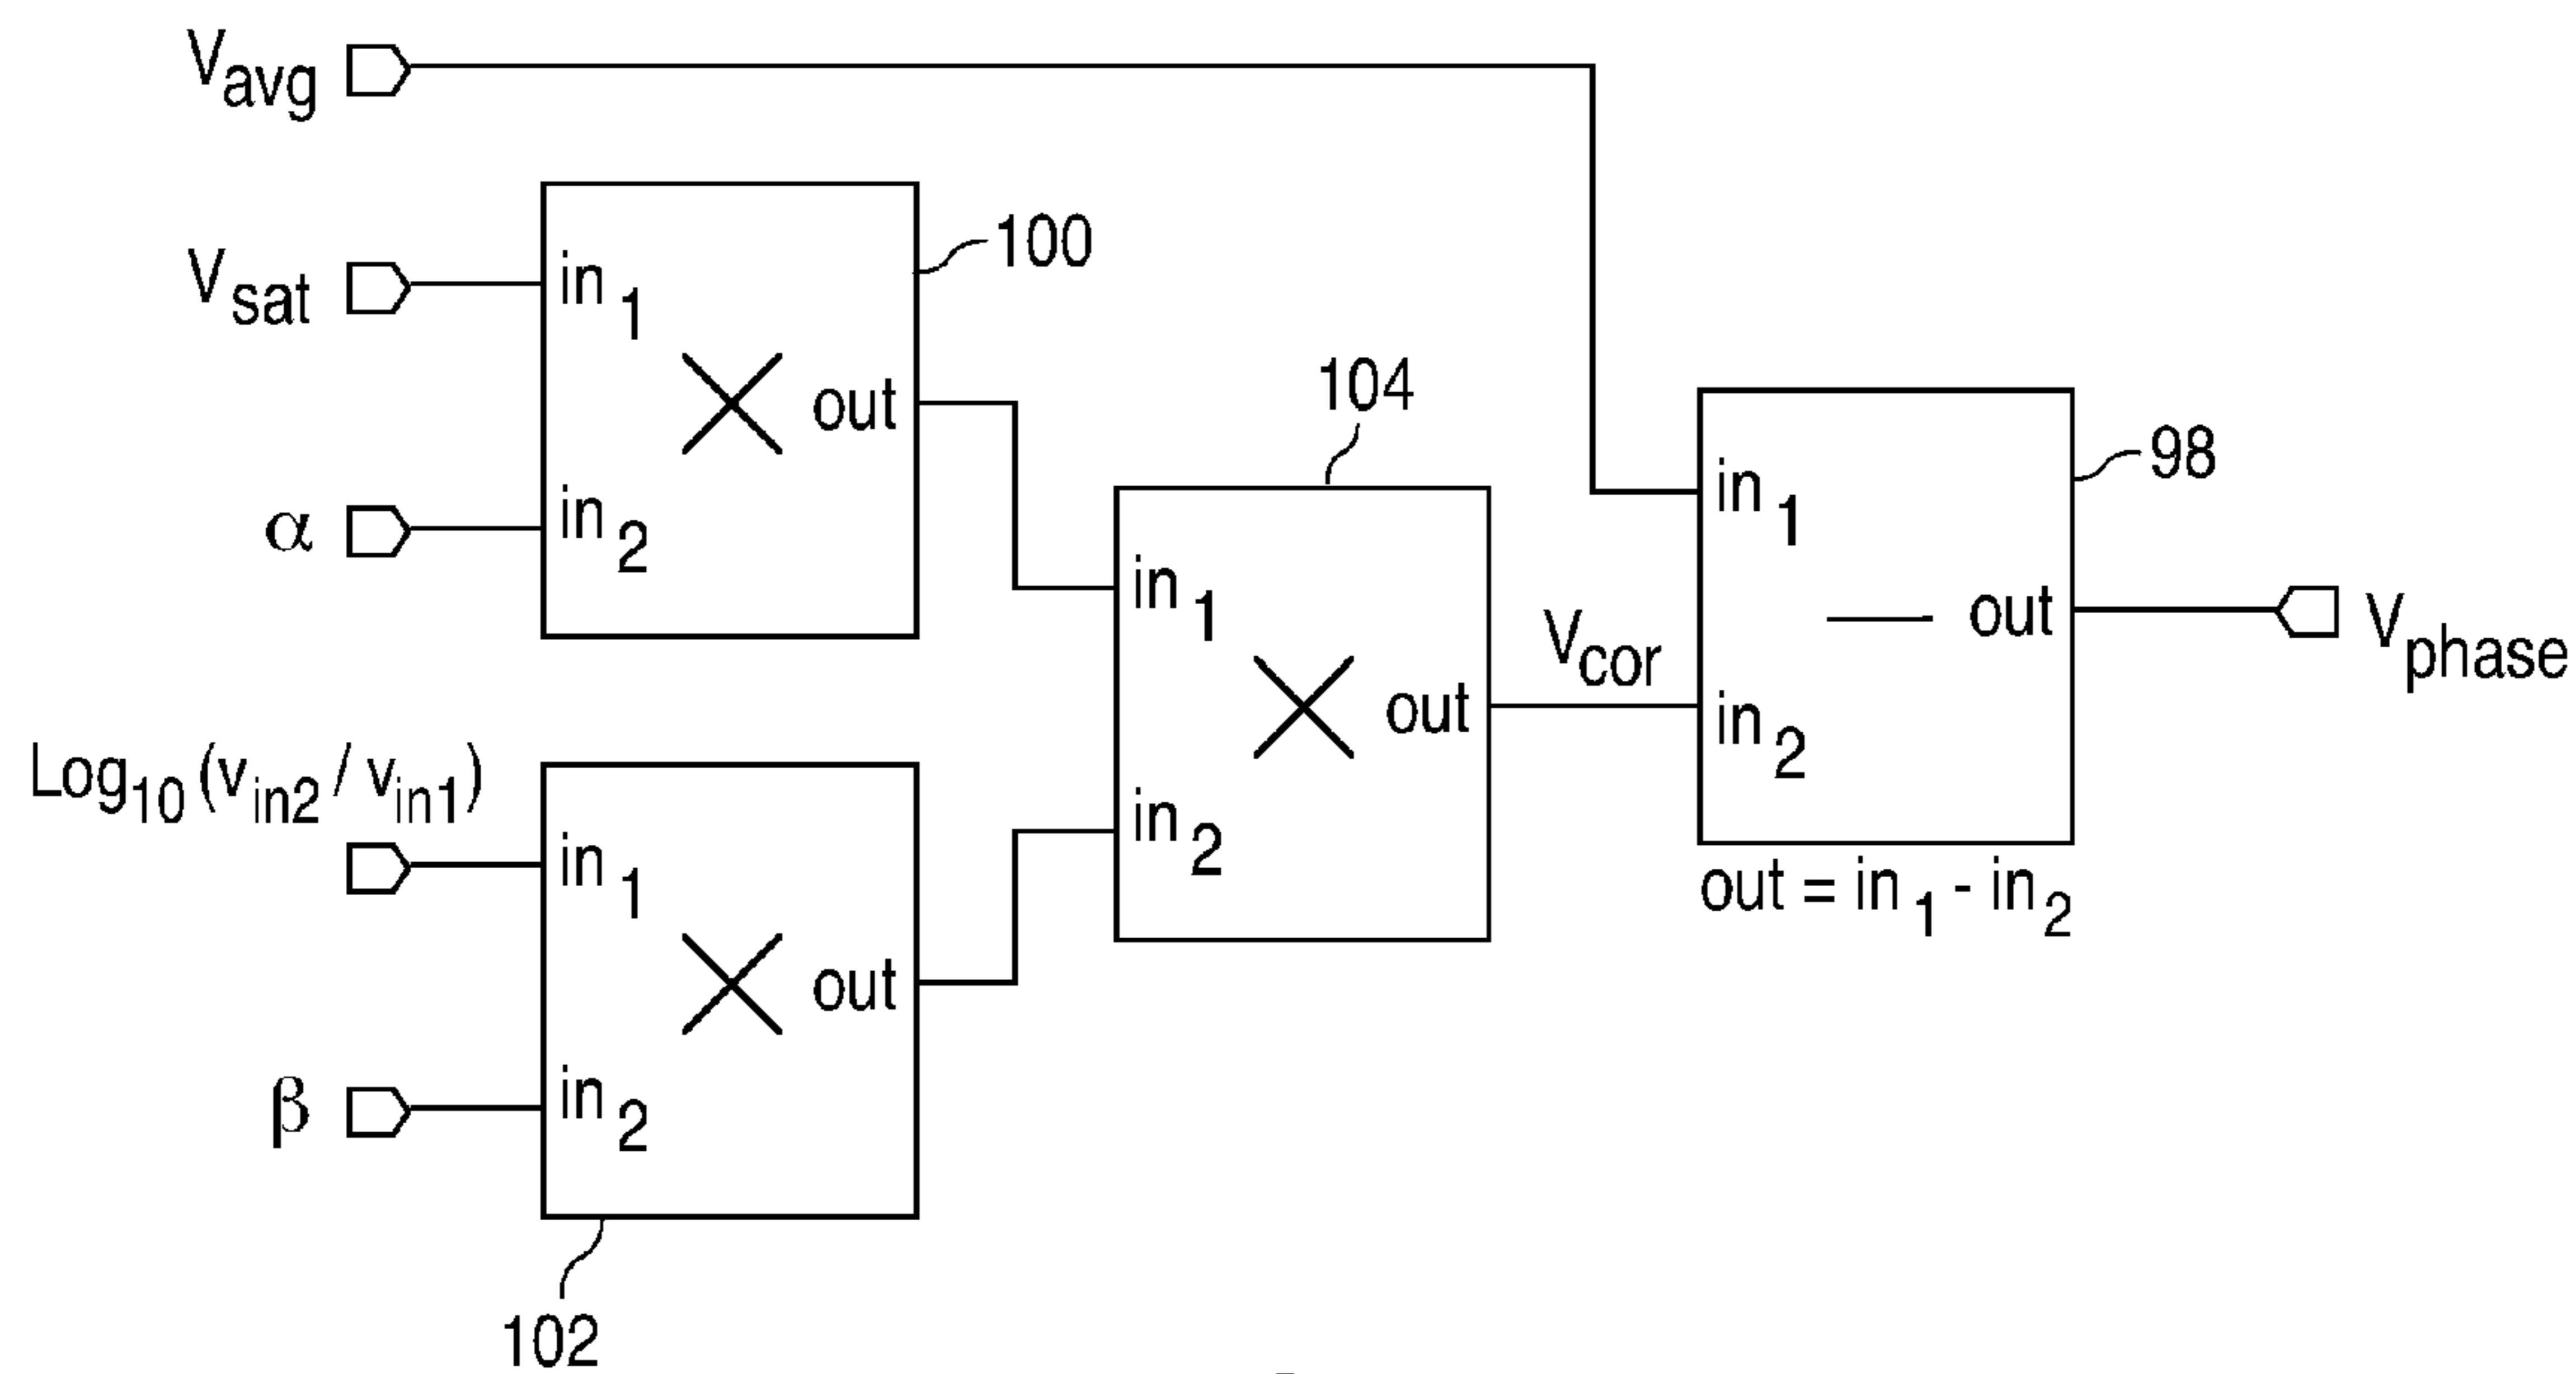 Vavg
Vsat
α
in1
in2
out
100
Log10 (vin2 / vin1)
β
in1
in2
out
102
104
in1
in2
out
Vcor
98
in1
in2
out
out = in1 - in2
Vphase